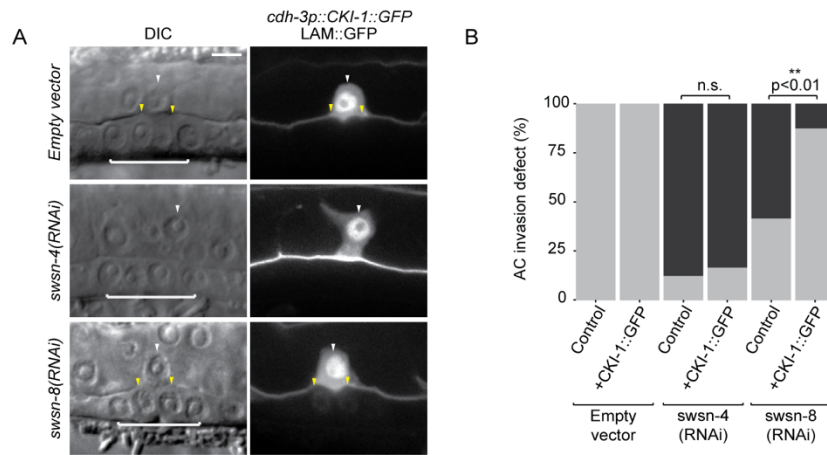 A
DIC
cdh-3p::CKI-1::GFP
LAM::GFP
Empty vector
swsn-4(RNAi)
swsn-8(RNAi)
B
n.s.
**
p<0.01
AC invasion defect (%)
100
75
50
25
0
Control
+CKI-1::GFP
Control
+CKI-1::GFP
Control
+CKI-1::GFP
Empty
vector
swsn-4
(RNAi)
swsn-8
(RNAi)